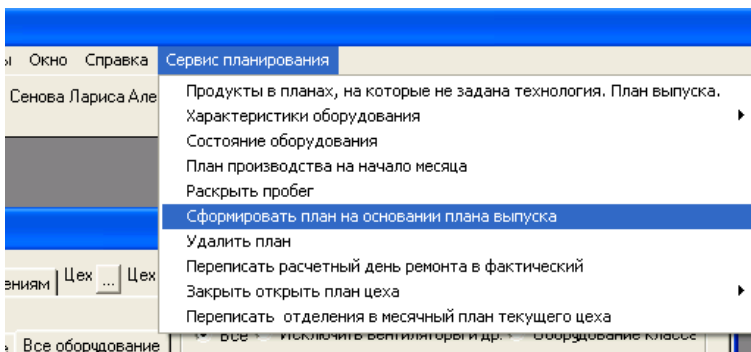 ы Окно Справка Сервис планирования
Сенова Лариса Але
Продукты в планах, на которые не задана технология. План выпуска.
Характеристики оборудования
Состояние оборудования
План производства на начало месяца
Раскрыть пробег
Сформировать план на основании плана выпуска
Удалить план
Переписать расчетный день ремонта в фактический
Закрыть открыть план цеха
Переписать отделения в месячный план текущего цеха
ениям Цех ... Цех
Все оборудование Все Исключить вентиляторы и др. Оборудование класса